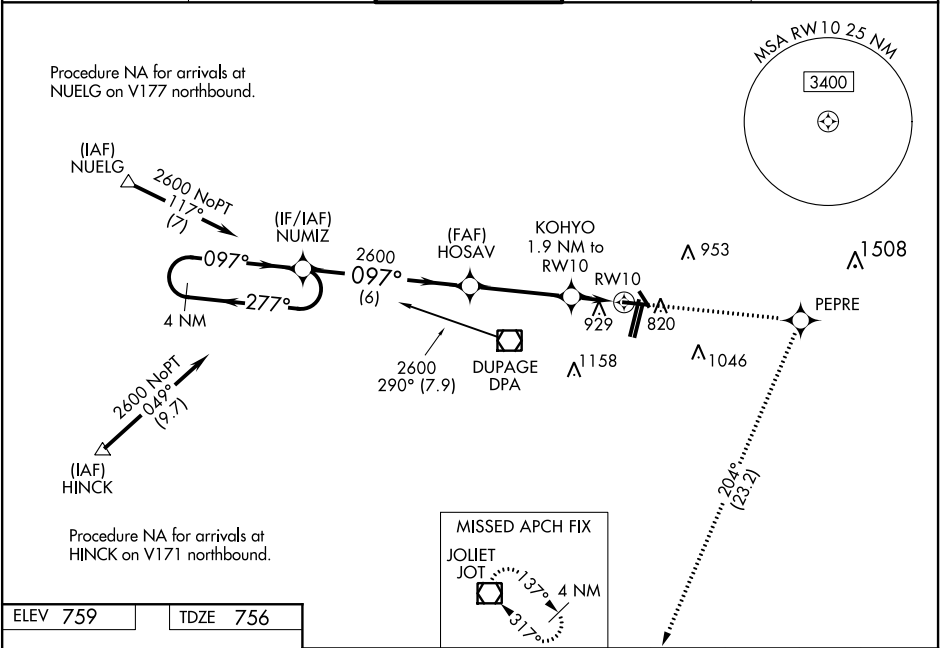 MSA RW10 25 NM
3400
Procedure NA for arrivals at
NUELG on V177 northbound.
(IAF)
NUELG
2600 NoPT
117°
(7)
(IF/IAF)
NUMIZ
097°
277°
4 NM
2600
097°
(6)
(FAF)
HOSAV
KOHYO
1.9 NM to
RW10
RW10
953
1508
929
820
PEPRE
2600
290° (7.9)
DUPAGE
DPA
1158
1046
2600 NoPT
049°
(9.7)
(IAF)
HINCK
204°
(23.2)
Procedure NA for arrivals at
HINCK on V171 northbound.
MISSED APCH FIX
JOLIET
JOT
137°
4 NM
317°
ELEV 759
TDZE 756